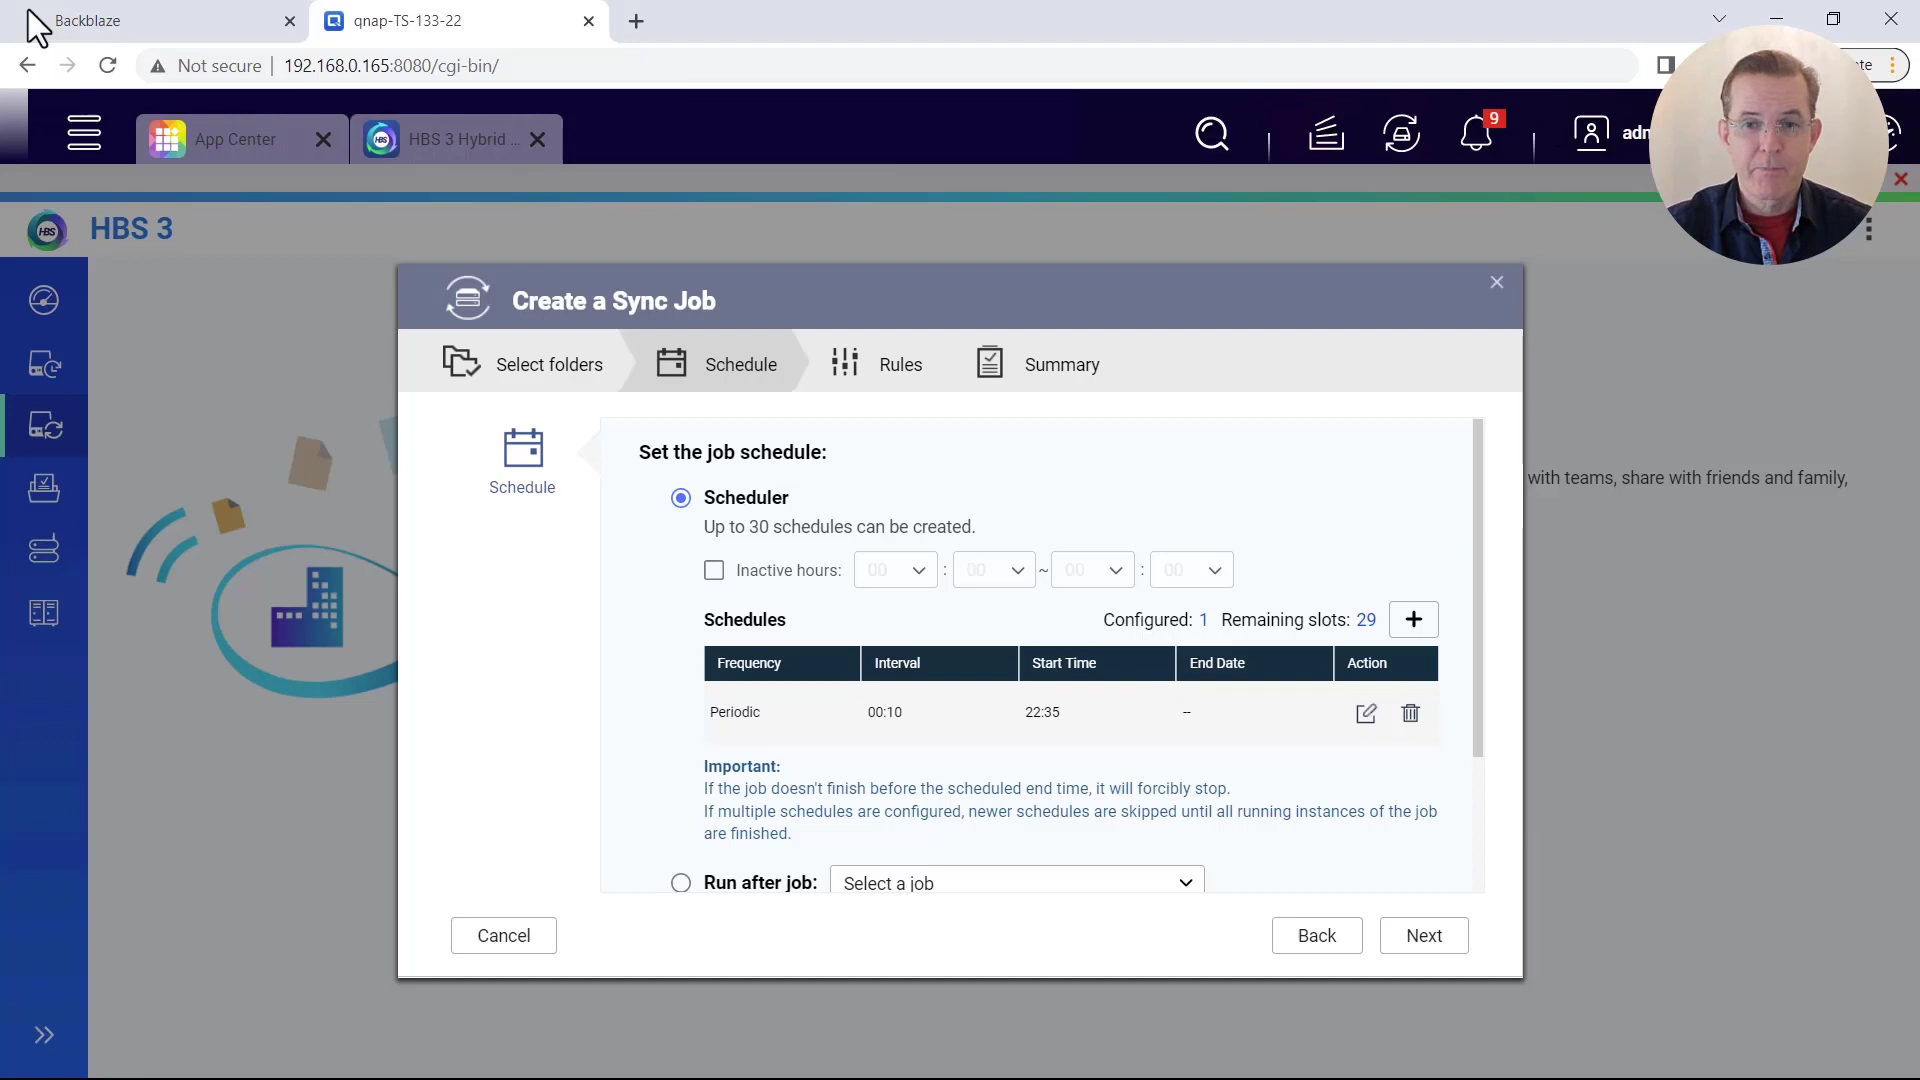 Backblaze
qnap-TS-133-22
Not secure
192.168.0.165:8080/cgi-bin/
App Center
HBS 3 Hybrid ...
9
HBS
HBS 3
Create a Sync Job
Select folders
Schedule
Rules
Summary
Schedule
Set the job schedule:
Scheduler
Up to 30 schedules can be created.
Inactive hours: 00 : 00 ~ 00 : 00
Schedules
Configured: 1 Remaining slots: 29
Frequency Interval Start Time End Date Action
Periodic 00:10 22:35 --
Important:
If the job doesn't finish before the scheduled end time, it will forcibly stop.
If multiple schedules are configured, newer schedules are skipped until all running instances of the job
are finished.
Run after job: Select a job
with teams, share with friends and family,
Cancel
Back
Next